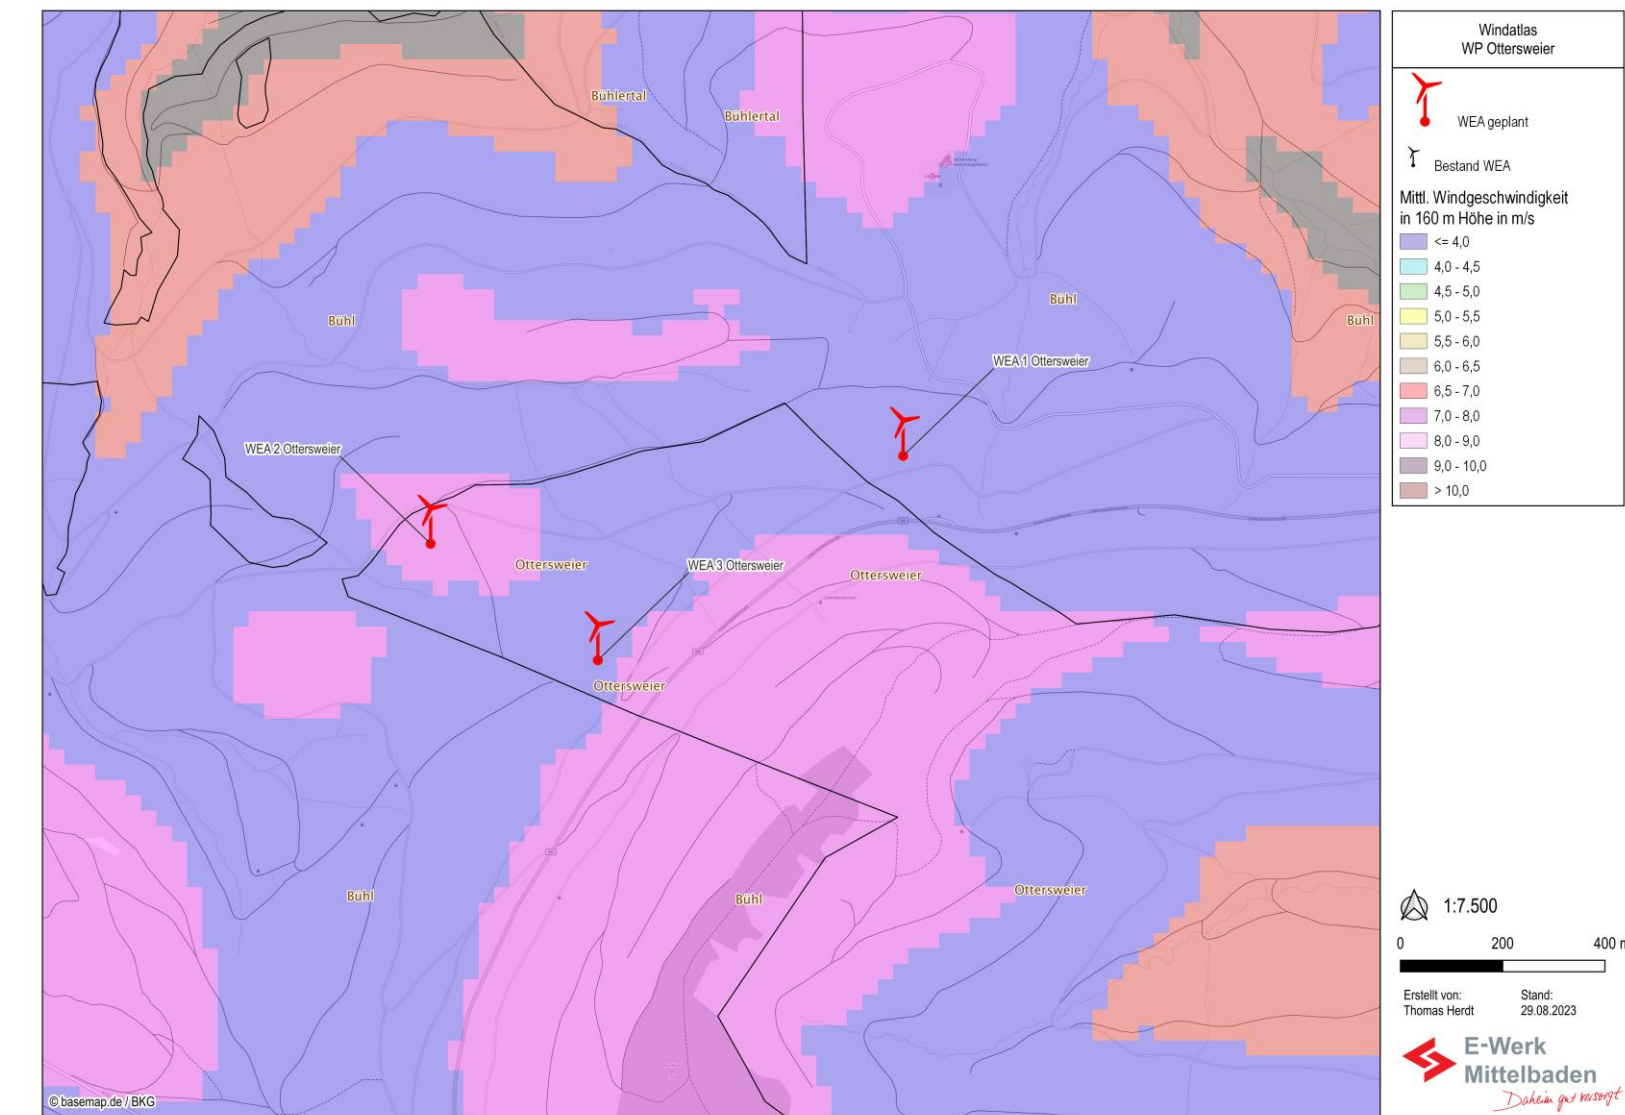 Windatlas
WP Ottersweier
WEA geplant
Bestand WEA
Mittl. Windgeschwindigkeit
in 160 m Höhe in m/s
<= 4,0
4,0 - 4,5
4,5 - 5,0
5,0 - 5,5
5,5 - 6,0
6,0 - 6,5
6,5 - 7,0
7,0 - 8,0
8,0 - 9,0
9,0 - 10,0
> 10,0
Bühlertal
Bühlertal
Bühl
Bühl
Bühl
WEA 1 Ottersweier
WEA 2 Ottersweier
Ottersweier
WEA 3 Ottersweier
Ottersweier
Ottersweier
Bühl
Bühl
Ottersweier
1:7.500
0 200 400 m
Erstellt von: Stand:
Thomas Herdt 29.08.2023
E-Werk
Mittelbaden
Daheim gut versorgt
© basemap.de / BKG